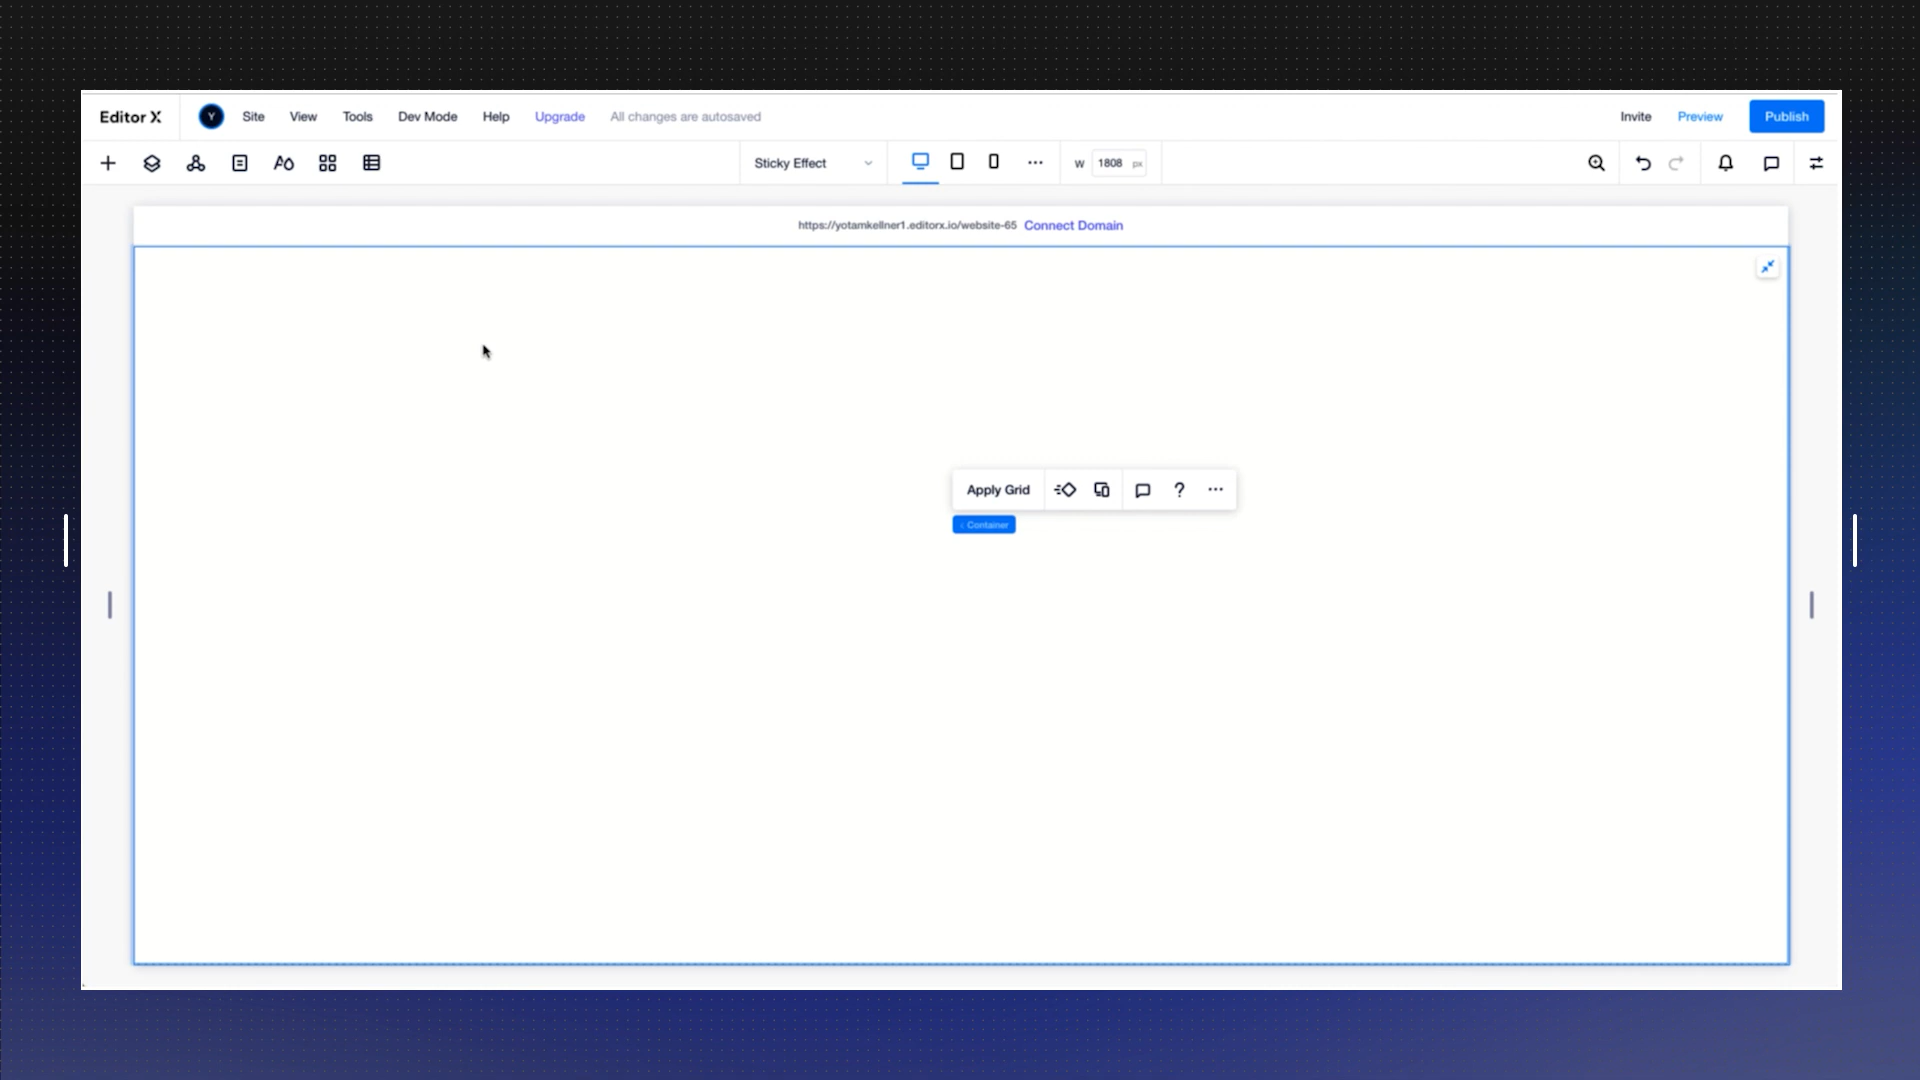 Editor X Y Site View Tools Dev Mode Help Upgrade All changes are autosaved Invite Preview Publish
Sticky Effect W 1808 px
https://yotamkellner1.editorx.io/website-65 Connect Domain
Apply Grid ?
‹ Container